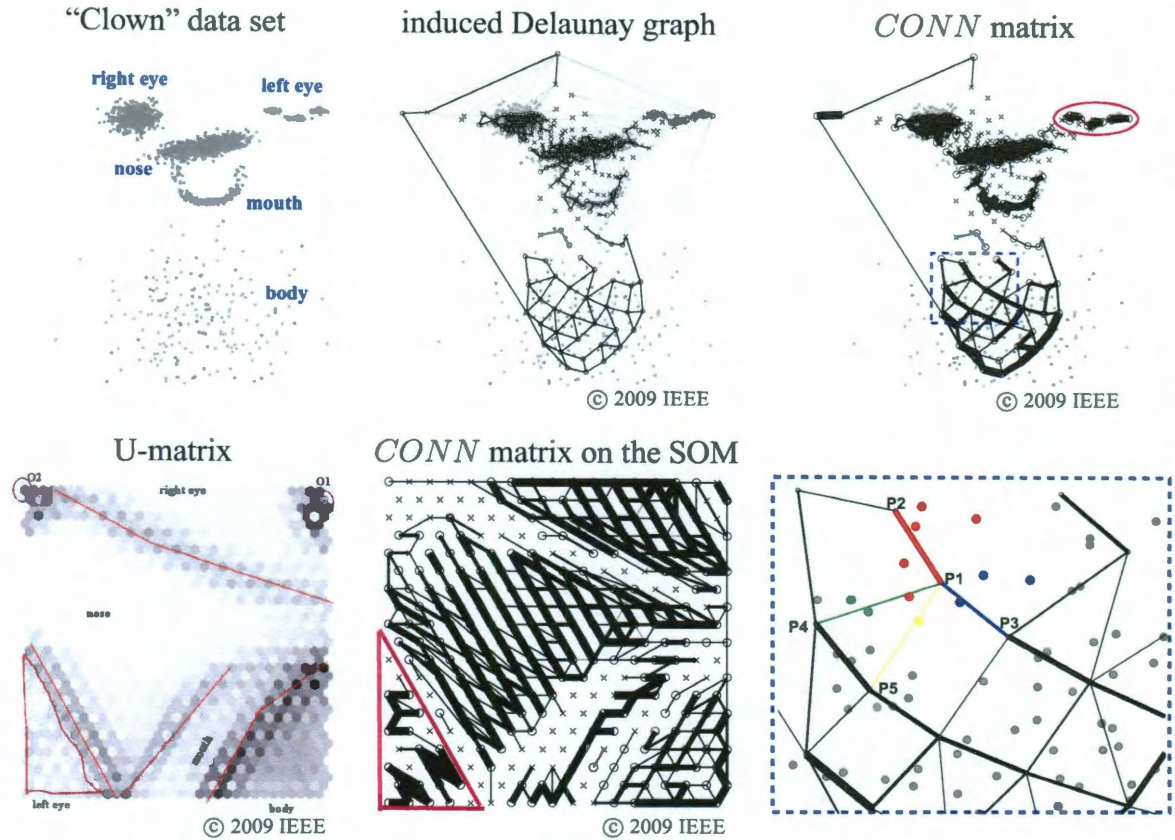 “Clown” data set
induced Delaunay graph
CONN matrix
right eye
left eye
nose
mouth
body
© 2009 IEEE
© 2009 IEEE
U-matrix
CONN matrix on the SOM
O2
right eye
O1
nose
mouth
left eye
body
© 2009 IEEE
© 2009 IEEE
P2
P1
P4
P3
P5